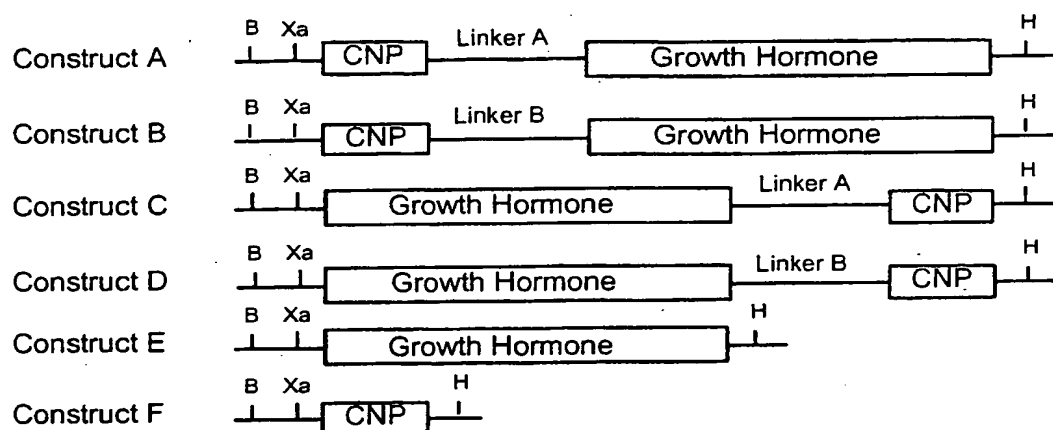 B Xa H
Construct A CNP Linker A Growth Hormone
B Xa H
Construct B CNP Linker B Growth Hormone
B Xa H
Construct C Growth Hormone Linker A CNP
B Xa H
Construct D Growth Hormone Linker B CNP
B Xa H
Construct E Growth Hormone
B Xa H
Construct F CNP